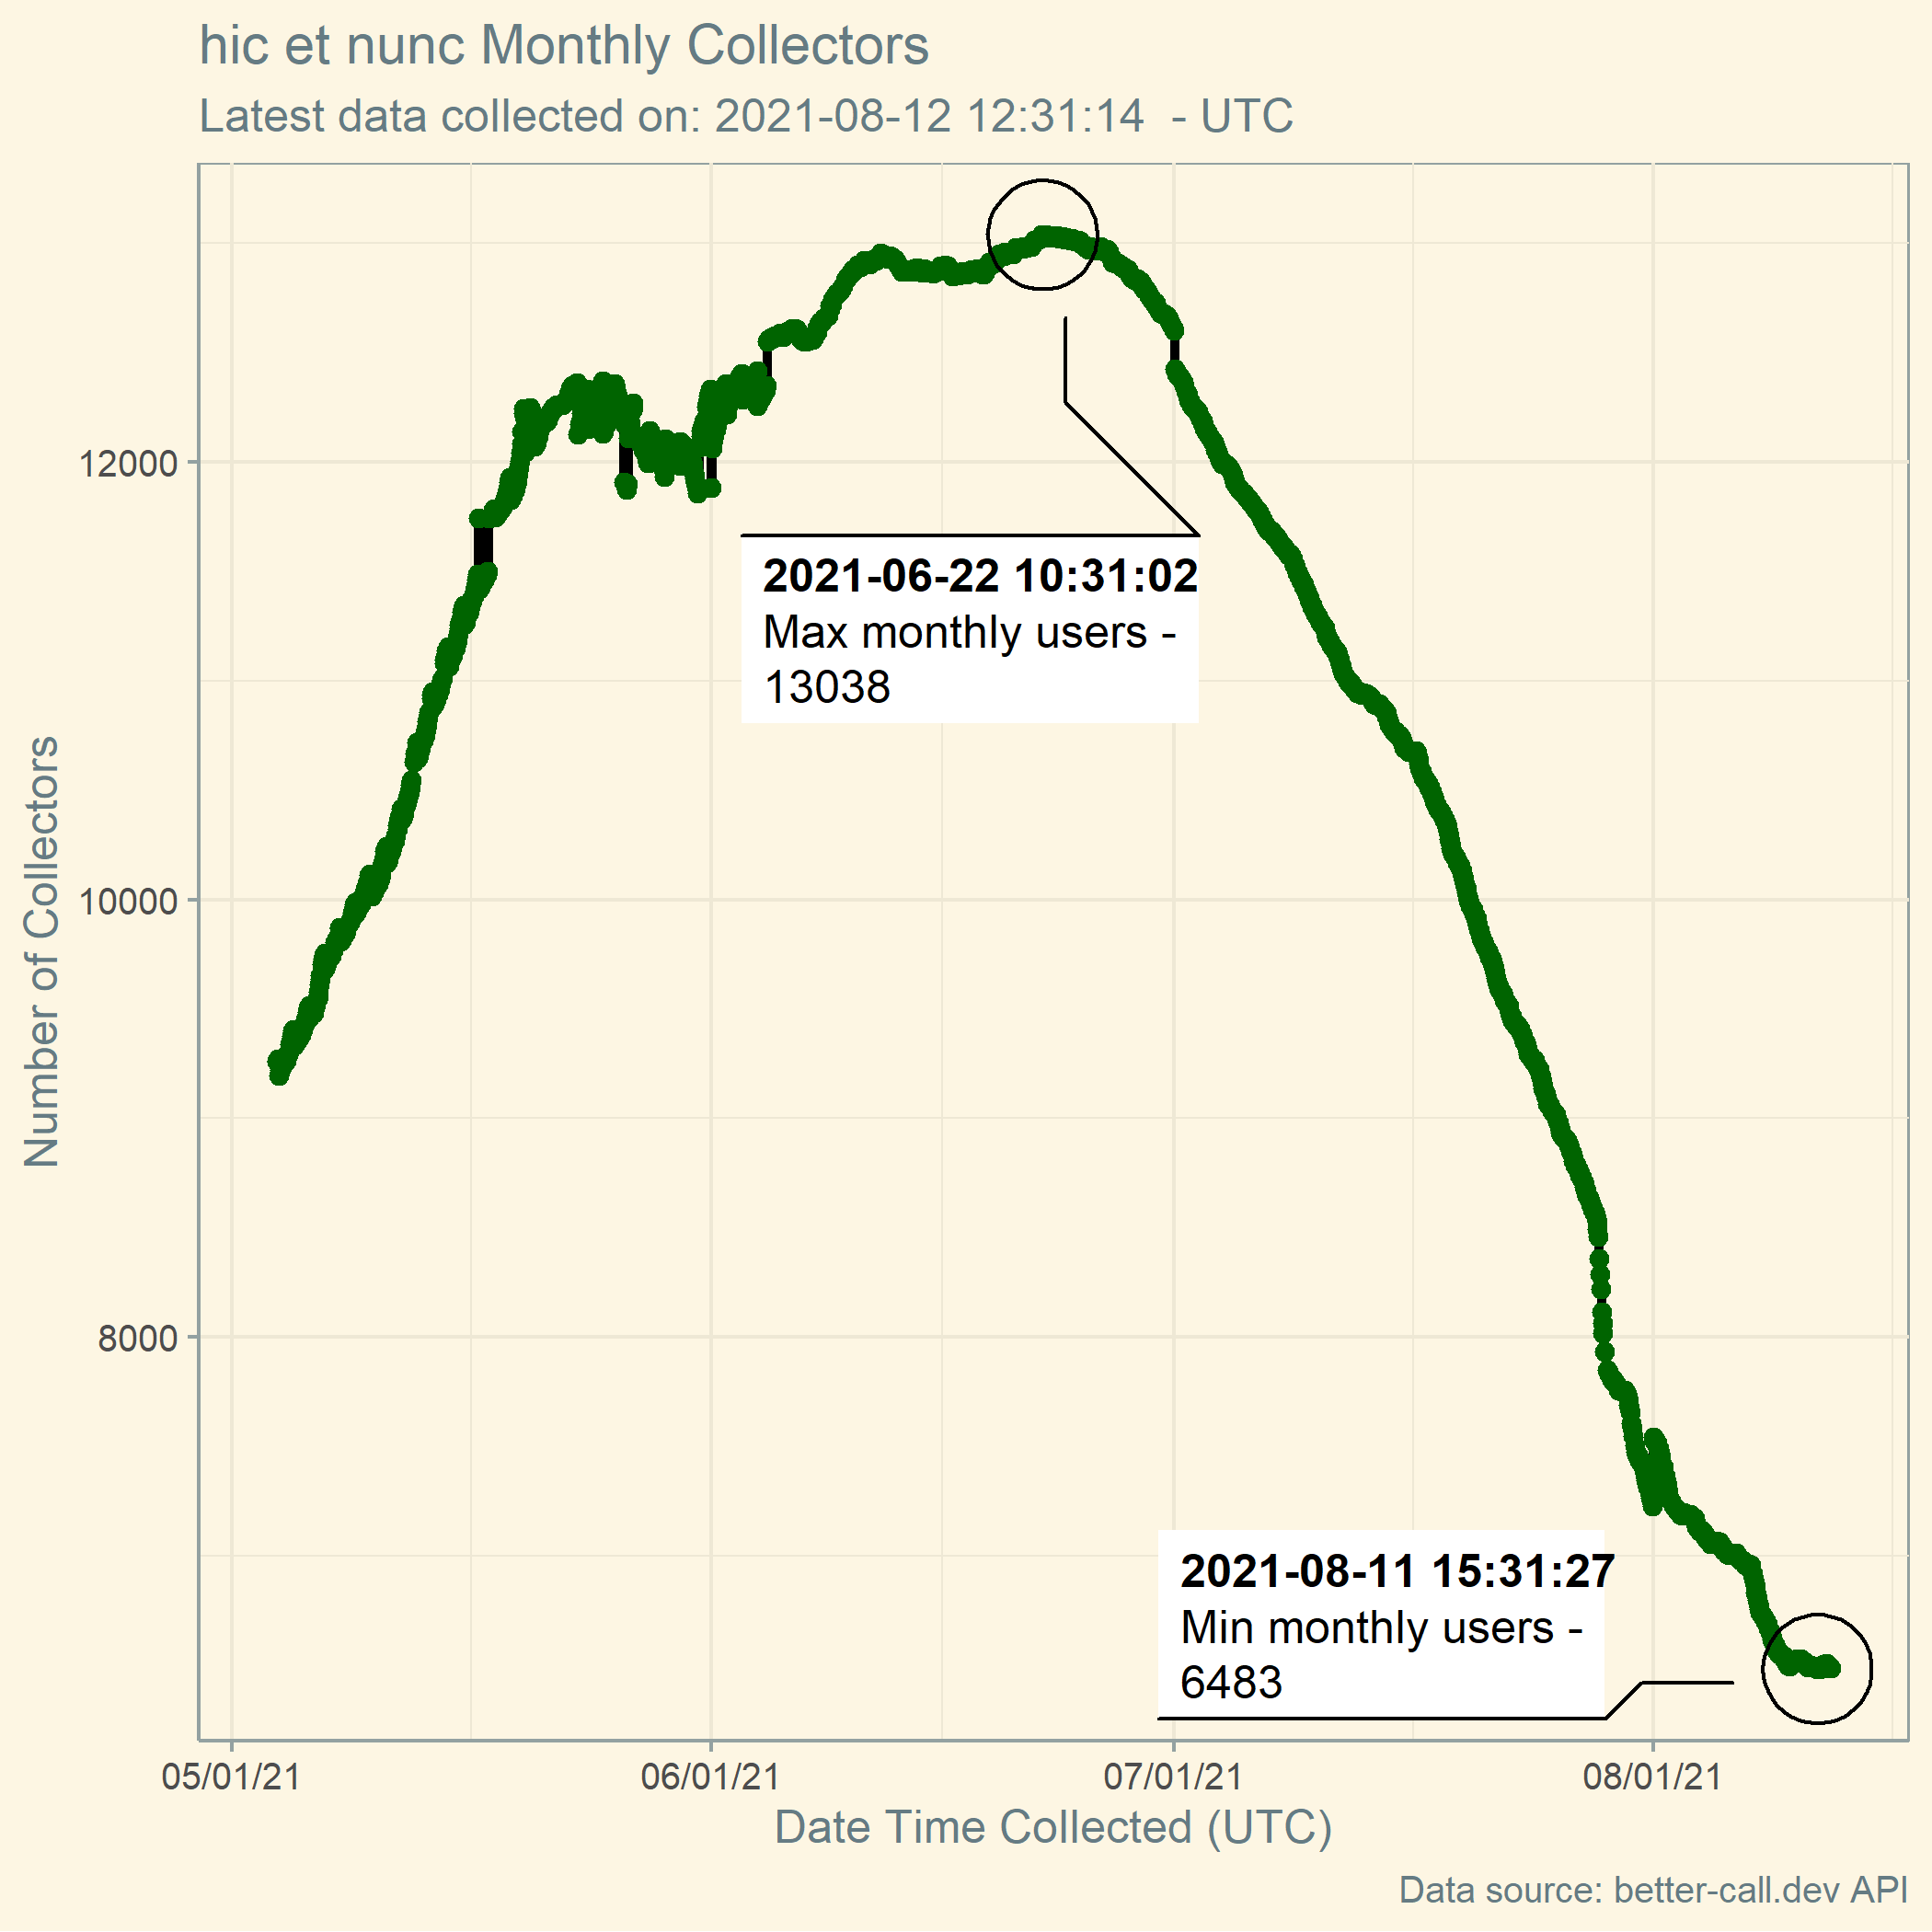 hic et nunc Monthly Collectors
Latest data collected on: 2021-08-12 12:31:14  - UTC
Number of Collectors
12000
10000
8000
2021-06-22 10:31:02
Max monthly users -
13038
2021-08-11 15:31:27
Min monthly users -
6483
05/01/21
06/01/21
07/01/21
08/01/21
Date Time Collected (UTC)
Data source: better-call.dev API